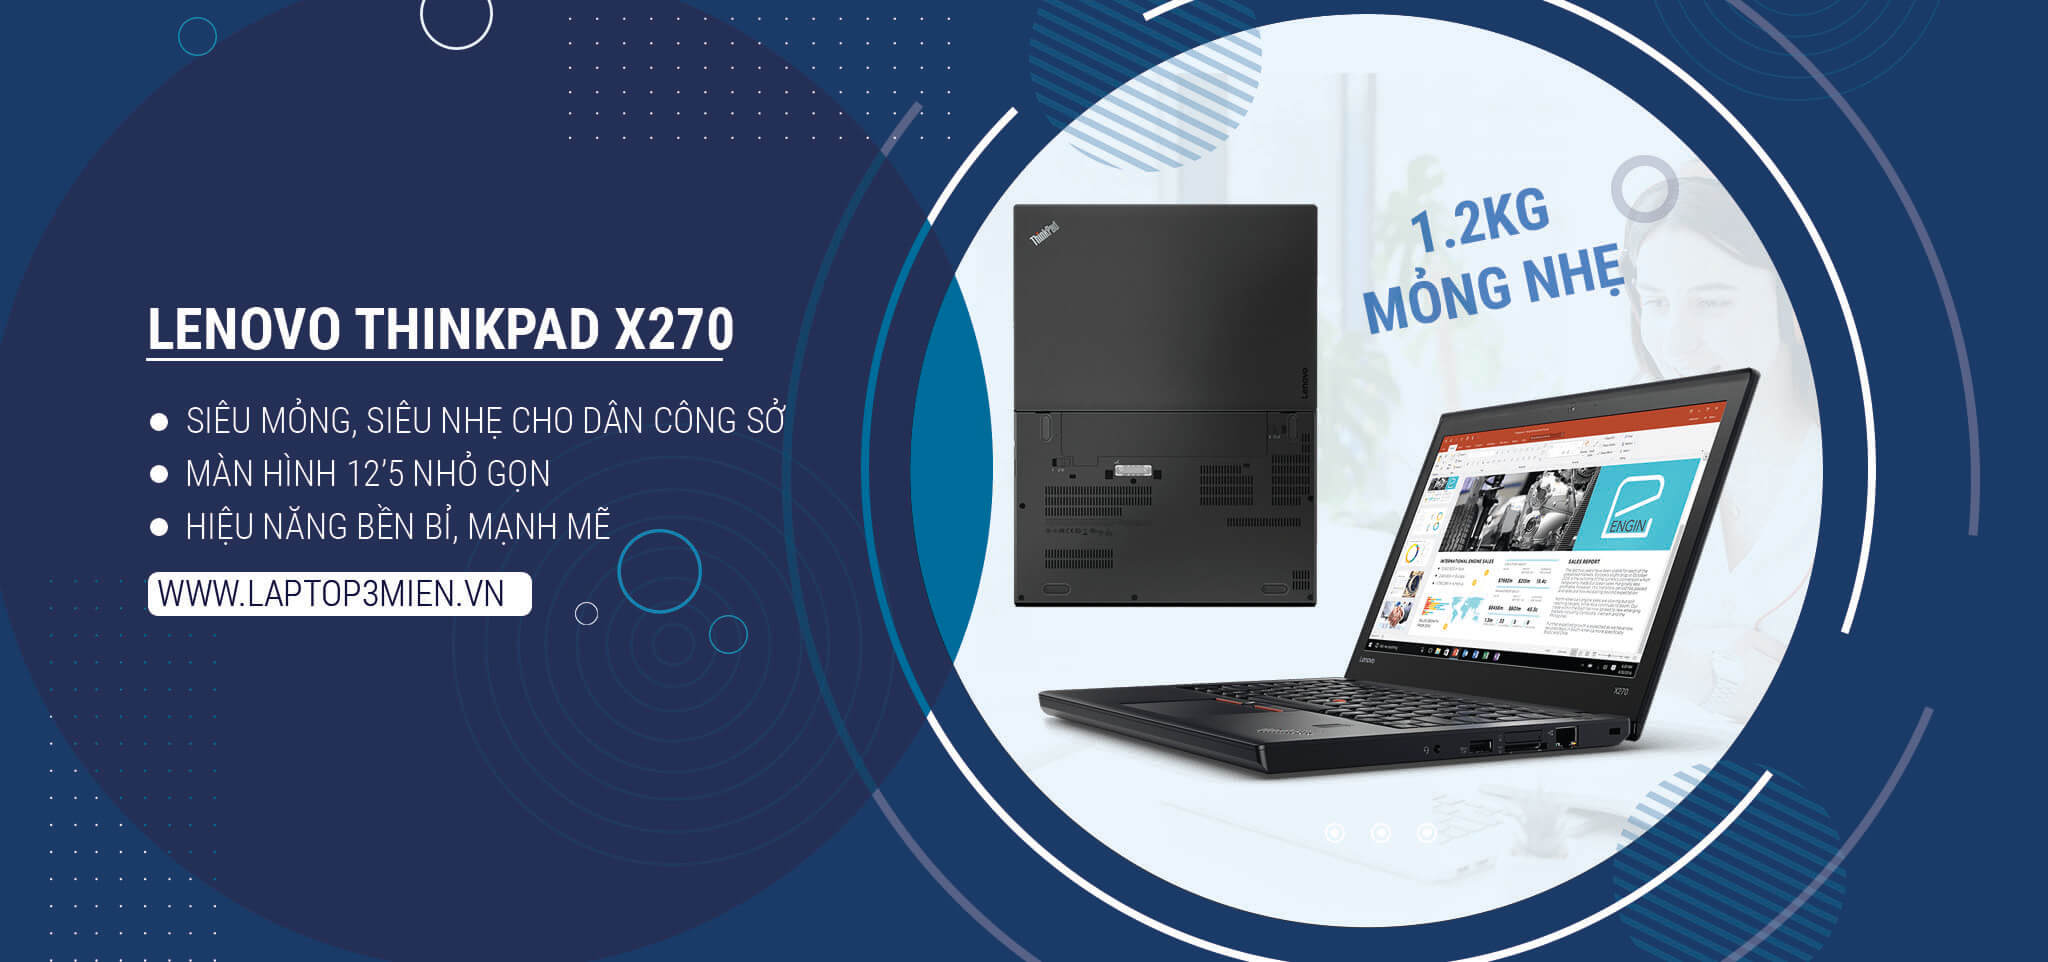 LENOVO THINKPAD X270
SIÊU MỎNG, SIÊU NHẸ CHO DÂN CÔNG SỞ
MÀN HÌNH 12'5 NHỎ GỌN
HIỆU NĂNG BỀN BỈ, MẠNH MẼ
WWW.LAPTOP3MIEN.VN
1.2KG
MỎNG NHẸ
ThinkPad
Lenovo
ENGIN
INTERNATIONAL ENGINE SALES
SALES REPORT
Lenovo
X270